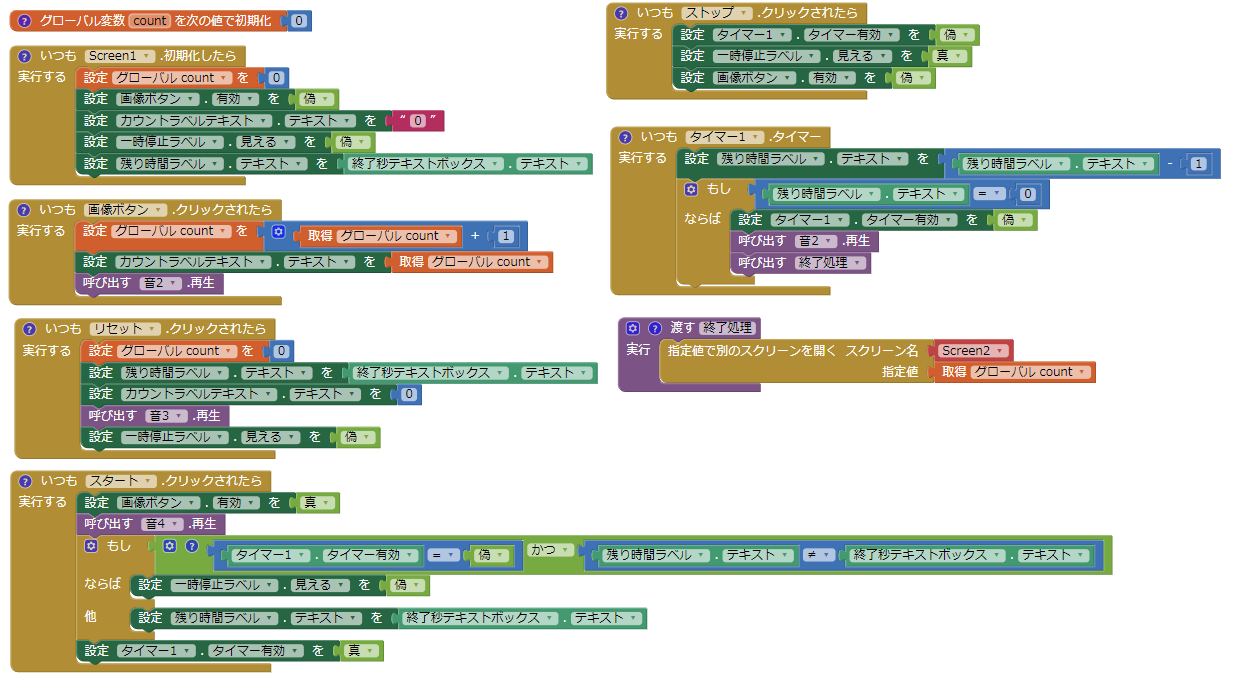 グローバル変数 count を次の値で初期化 0
いつも Screen1 .初期化したら
実行する 設定 グローバル count を 0
設定 画像ボタン . 有効 を 偽
設定 カウントラベルテキスト . テキスト を “ 0 ”
設定 一時停止ラベル . 見える を 偽
設定 残り時間ラベル . テキスト を 終了秒テキストボックス . テキスト
いつも 画像ボタン .クリックされたら
実行する 設定 グローバル count を 取得 グローバル count + 1
設定 カウントラベルテキスト . テキスト を 取得 グローバル count
呼び出す 音2 .再生
いつも リセット .クリックされたら
実行する 設定 グローバル count を 0
設定 残り時間ラベル . テキスト を 終了秒テキストボックス . テキスト
設定 カウントラベルテキスト . テキスト を 0
呼び出す 音3 .再生
設定 一時停止ラベル . 見える を 偽
いつも スタート .クリックされたら
実行する 設定 画像ボタン . 有効 を 真
呼び出す 音4 .再生
もし タイマー1 . タイマー有効 = 偽 かつ 残り時間ラベル . テキスト ≠ 終了秒テキストボックス . テキスト
ならば 設定 一時停止ラベル . 見える を 偽
他 設定 残り時間ラベル . テキスト を 終了秒テキストボックス . テキスト
設定 タイマー1 . タイマー有効 を 真
いつも ストップ .クリックされたら
実行する 設定 タイマー1 . タイマー有効 を 偽
設定 一時停止ラベル . 見える を 真
設定 画像ボタン . 有効 を 偽
いつも タイマー1 .タイマー
実行する 設定 残り時間ラベル . テキスト を 残り時間ラベル . テキスト - 1
もし 残り時間ラベル . テキスト = 0
ならば 設定 タイマー1 . タイマー有効 を 偽
呼び出す 音2 .再生
呼び出す 終了処理
渡す 終了処理
実行 指定値で別のスクリーンを開く スクリーン名 Screen2
指定値 取得 グローバル count